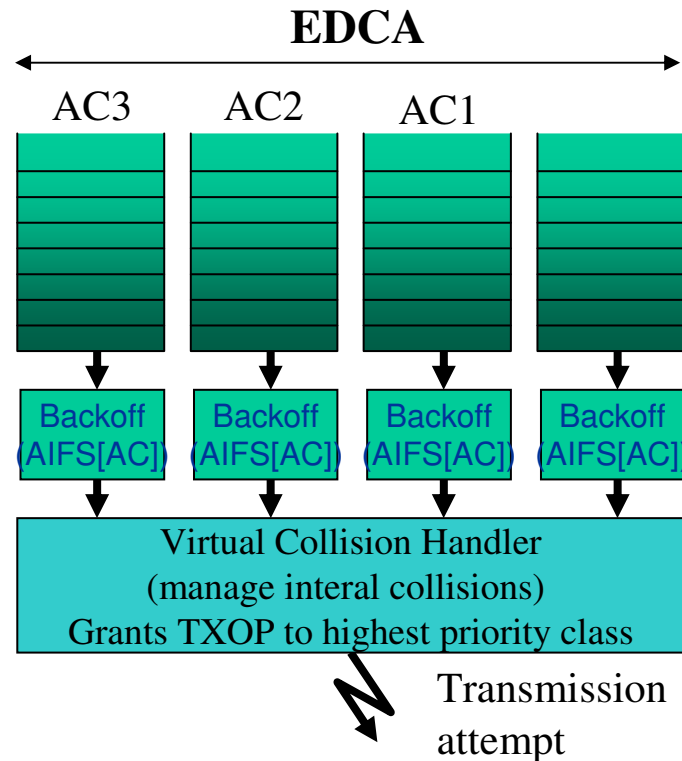 EDCA
AC3 AC2 AC1
Backoff Backoff Backoff Backoff
(AIFS[AC]) (AIFS[AC]) (AIFS[AC]) (AIFS[AC])
Virtual Collision Handler
(manage interal collisions)
Grants TXOP to highest priority class
Transmission
attempt